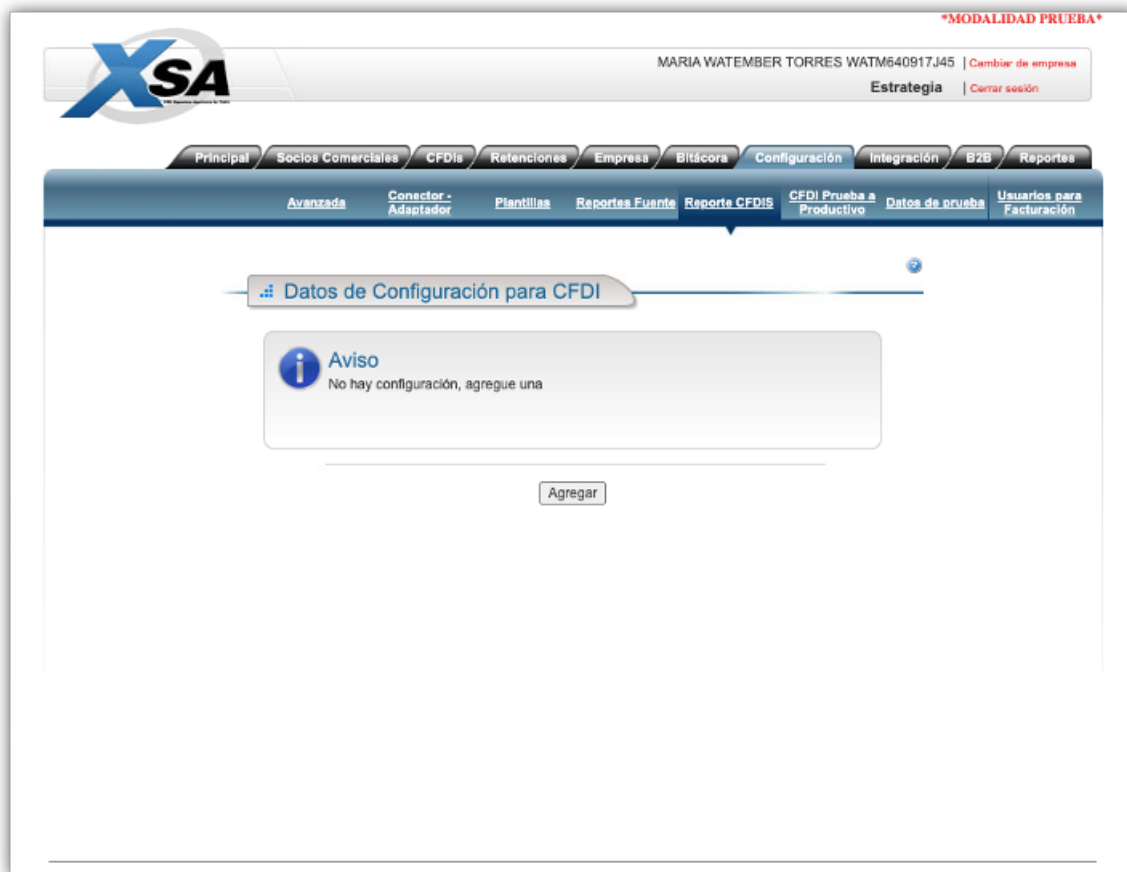 *MODALIDAD PRUEBA*
XSA
MARIA WATEMBER TORRES WATM640917J45 | Cambiar de empresa
Estrategia | Cerrar sesión
Principal Socios Comerciales CFDIs Retenciones Empresa Bitácora Configuración Integración B2B Reportes
Avanzada Conector - Adaptador Plantillas Reportes Fuente Reporte CFDIS CFDI Prueba a Productivo Datos de prueba Usuarios para Facturación
Datos de Configuración para CFDI
Aviso
No hay configuración, agregue una
Agregar